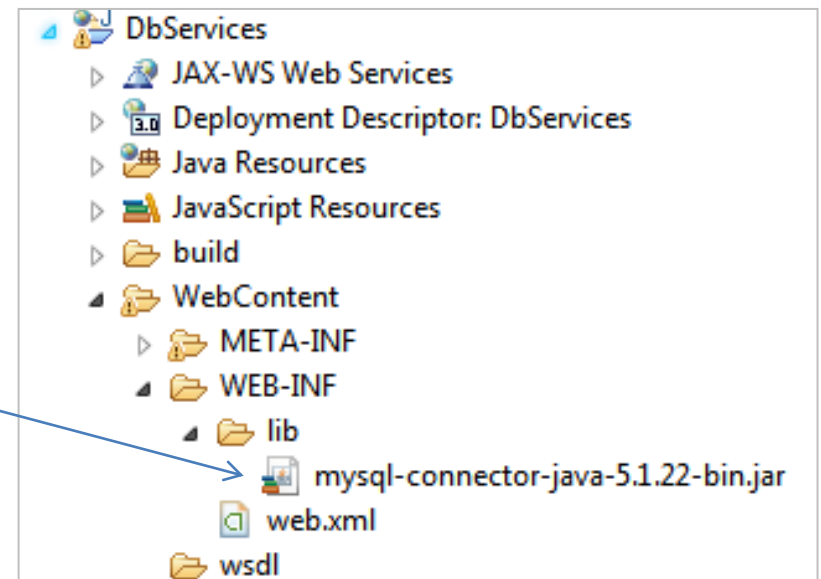 DbServices
JAX-WS Web Services
3.0 Deployment Descriptor: DbServices
Java Resources
JavaScript Resources
build
WebContent
META-INF
WEB-INF
lib
mysql-connector-java-5.1.22-bin.jar
web.xml
wsdl